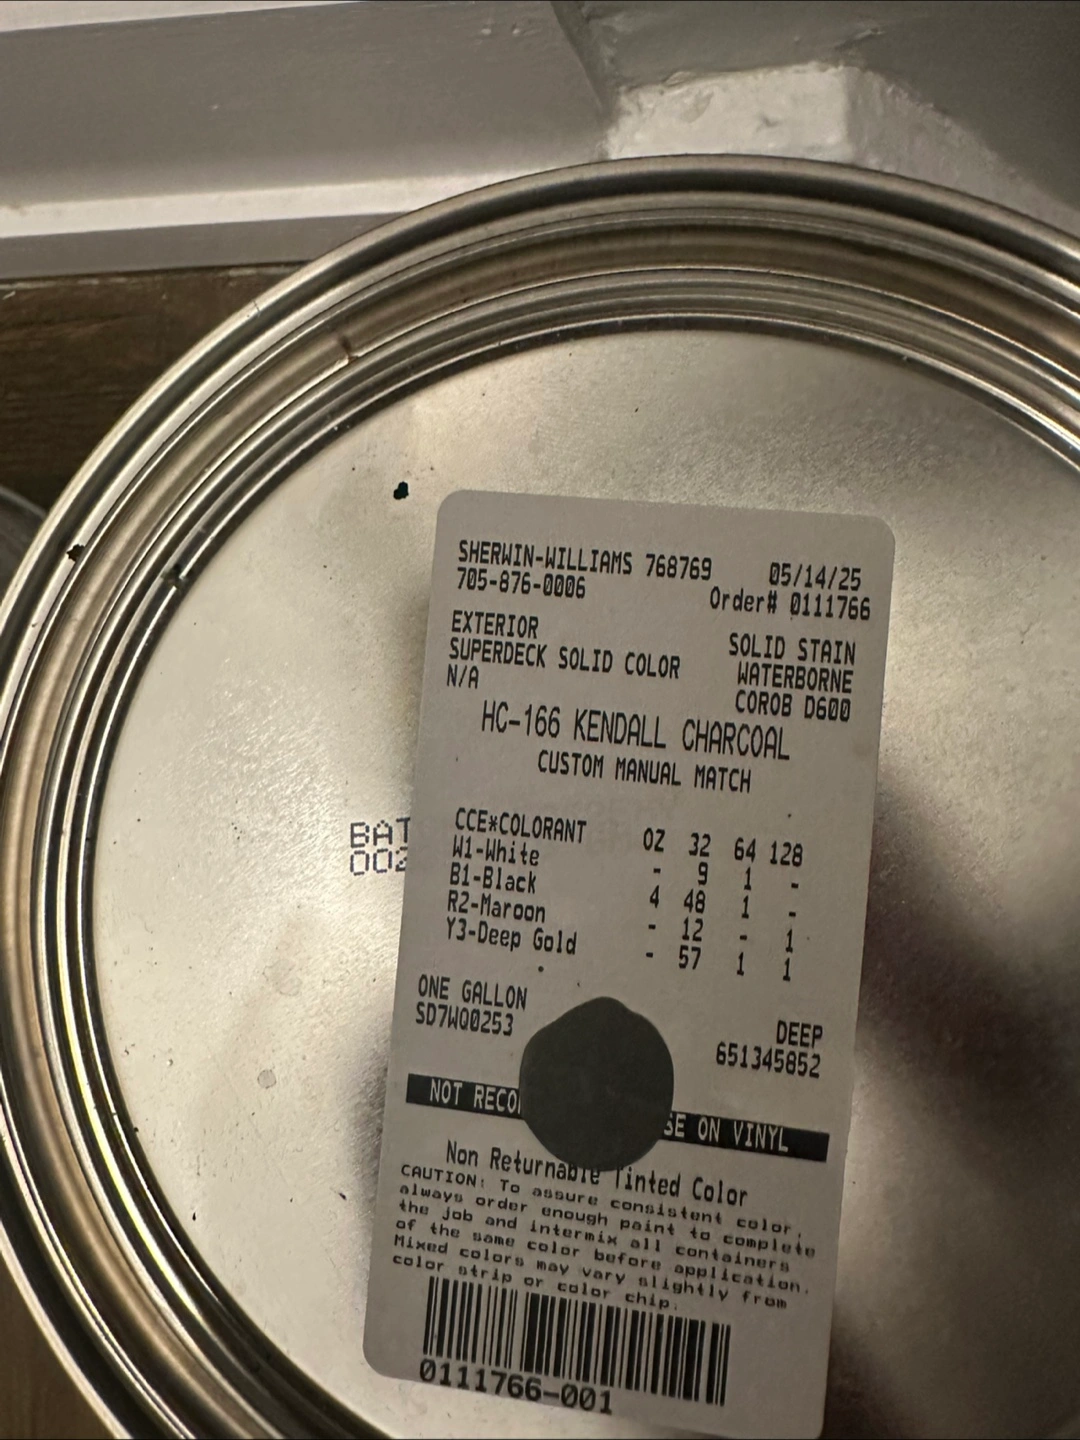 SHERWIN-WILLIAMS 768769 05/14/25
705-876-0006 Order# 0111766
EXTERIOR SOLID STAIN
SUPERDECK SOLID COLOR WATERBORNE
N/A COROB D600
HC-166 KENDALL CHARCOAL
CUSTOM MANUAL MATCH
CCE*COLORANT OZ 32 64 128
W1-White - 9 1 -
B1-Black 4 48 1 -
R2-Maroon - 12 - 1
Y3-Deep Gold - 57 1 1
BAT
002
ONE GALLON DEEP
SD7WQ0253 651345852
NOT ON VINYL
Non Returnable Tinted Color
CAUTION: To assure consistent color,
always order enough paint to complete
the job and intermix all containers
of the same color before application.
Mixed colors may vary slightly from
color strip or color chip.
0111766-001